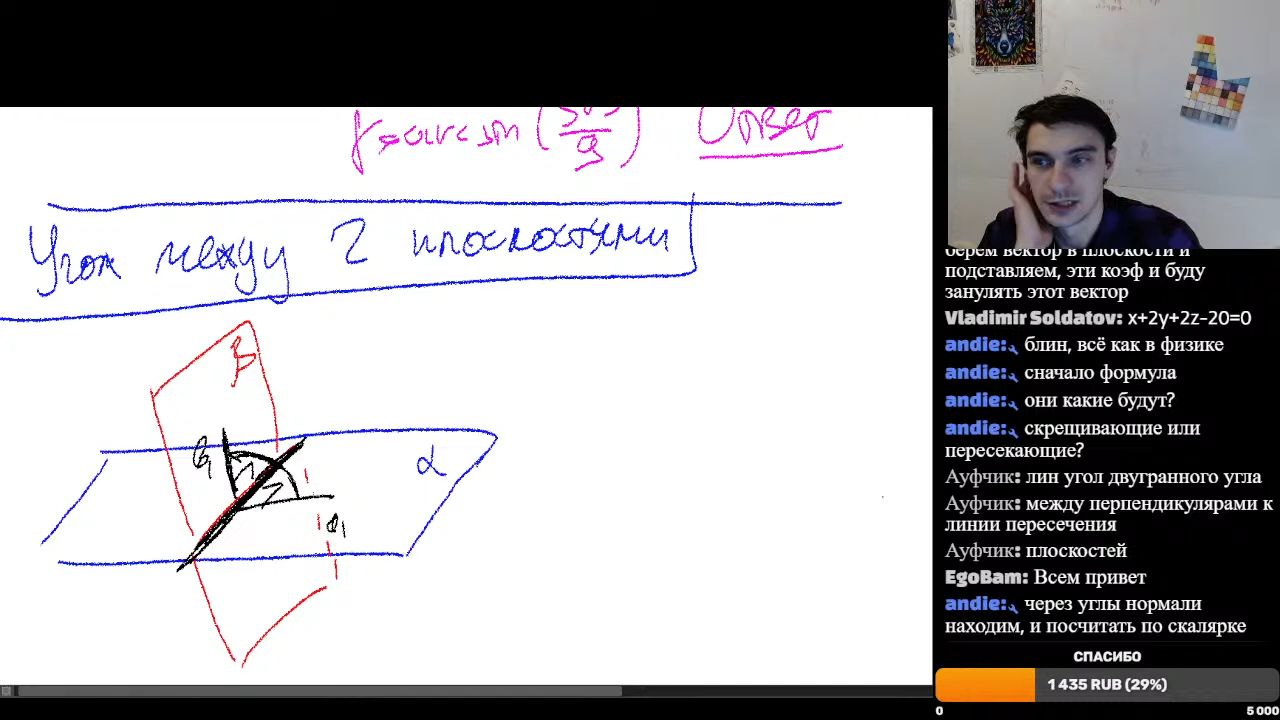 γ = arcsin ( /9) Ответ
Угол между 2 плоскостями
β
α
b₁
a₁
берем вектор в плоскости и
подставляем, эти коэф и буду
занулять этот вектор
Vladimir Soldatov: x+2y+2z-20=0
andie: блин, всё как в физике
andie: сначало формула
andie: они какие будут?
andie: скрещивающие или
пересекающие?
Ауфчик: лин угол двугранного угла
Ауфчик: между перпендикулярами к
линии пересечения
Ауфчик: плоскостей
EgoBam: Всем привет
andie: через углы нормали
находим, и посчитать по скалярке
СПАСИБО
1 435 RUB (29%)
0 5 000